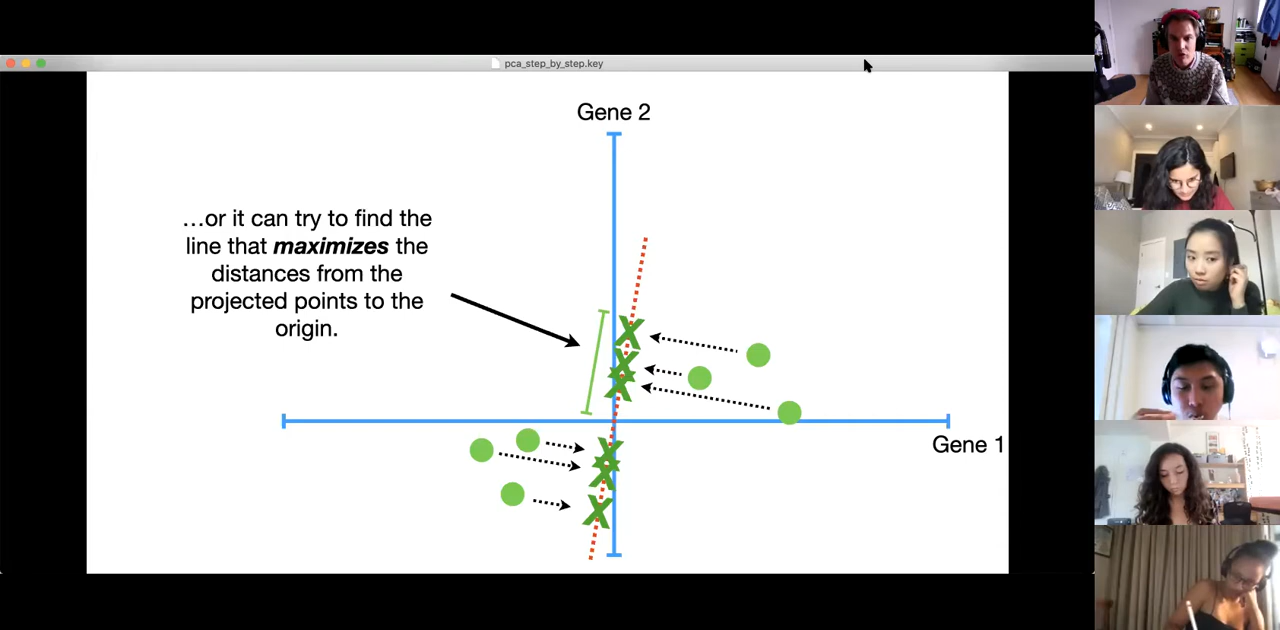 pca_step_by_step.key
Gene 2
…or it can try to find the
line that maximizes the
distances from the
projected points to the
origin.
Gene 1